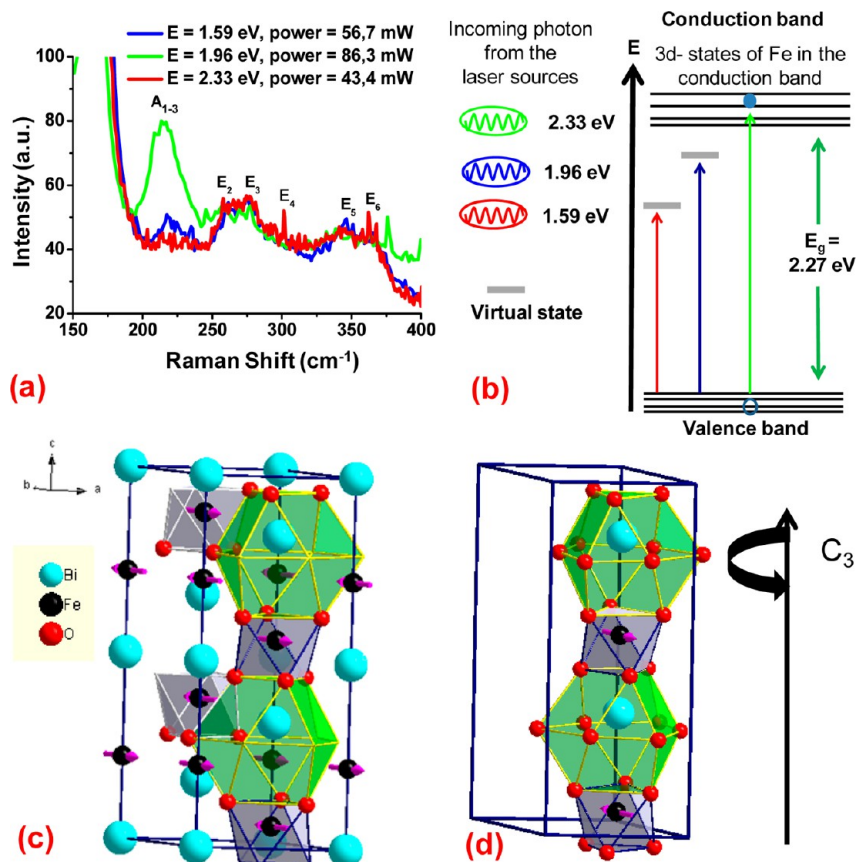 (a)
E = 1.59 eV, power = 56,7 mW
E = 1.96 eV, power = 86,3 mW
E = 2.33 eV, power = 43,4 mW
A1-3
E2
E3
E4
E5
E6
Intensity (a.u.)
100
80
60
40
20
150
200
250
300
350
400
Raman Shift (cm-1)
(b)
Incoming photon
from the
laser sources
2.33 eV
1.96 eV
1.59 eV
Virtual state
Conduction band
E
3d- states of Fe in the
conduction band
Eg =
2.27 eV
Valence band
c
b
a
Bi
Fe
O
(c)
(d)
C3